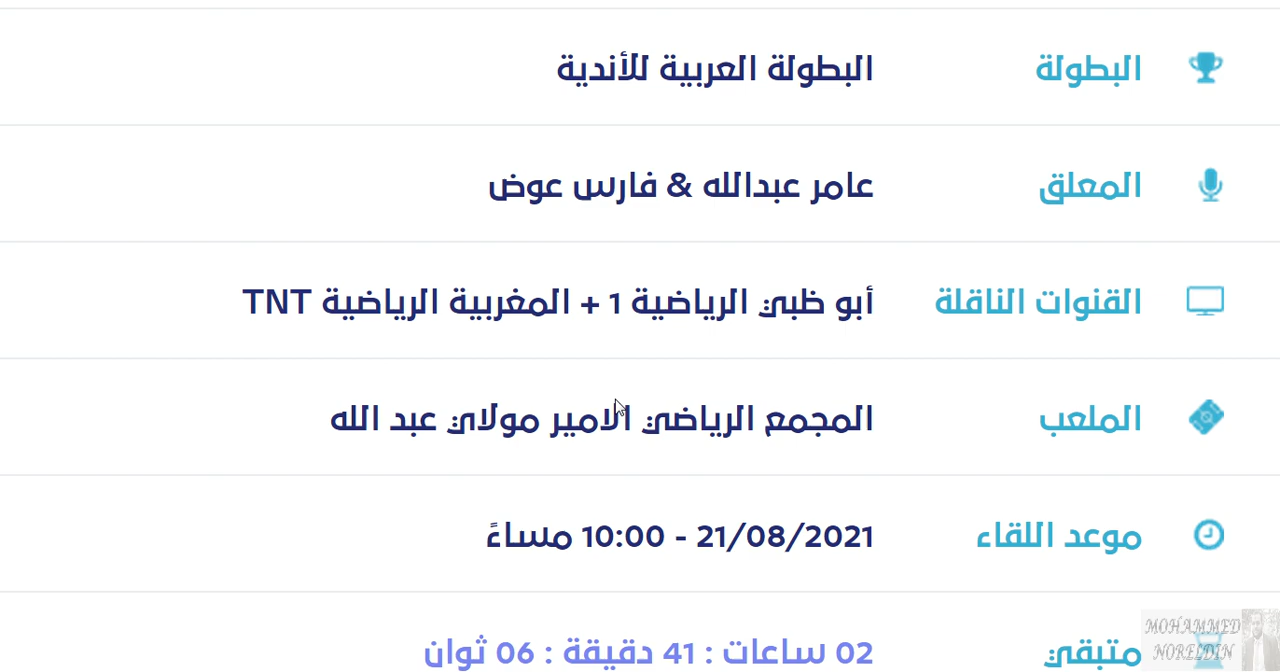 البطولة البطولة العربية للأندية
المعلق عامر عبدالله & فارس عوض
القنوات الناقلة أبو ظبي الرياضية 1 + المغربية الرياضية TNT
الملعب المجمع الرياضي الامير مولاي عبد الله
موعد اللقاء 21/08/2021 - 10:00 مساءً
متبقي 02 ساعات : 41 دقيقة : 06 ثوان
MOHAMMED
NORELDIN